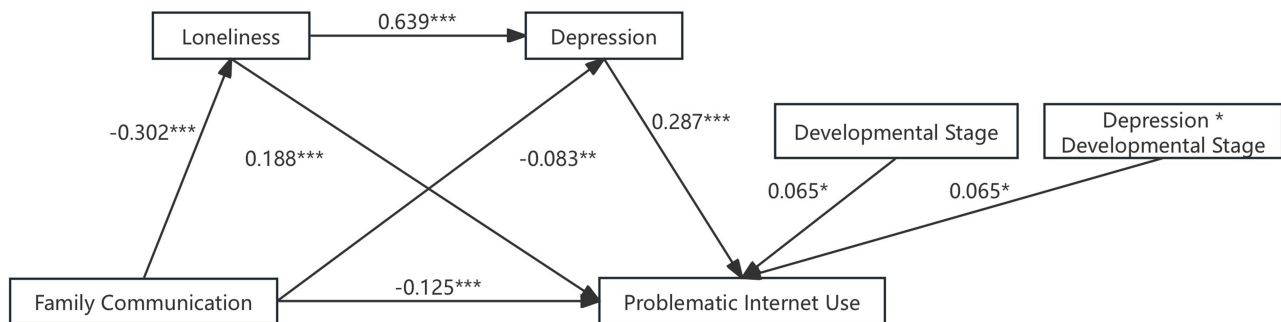 0.639***
Loneliness
Depression
-0.302***
0.188***
-0.083**
0.287***
Developmental Stage
Depression *
Developmental Stage
0.065*
0.065*
-0.125***
Family Communication
Problematic Internet Use